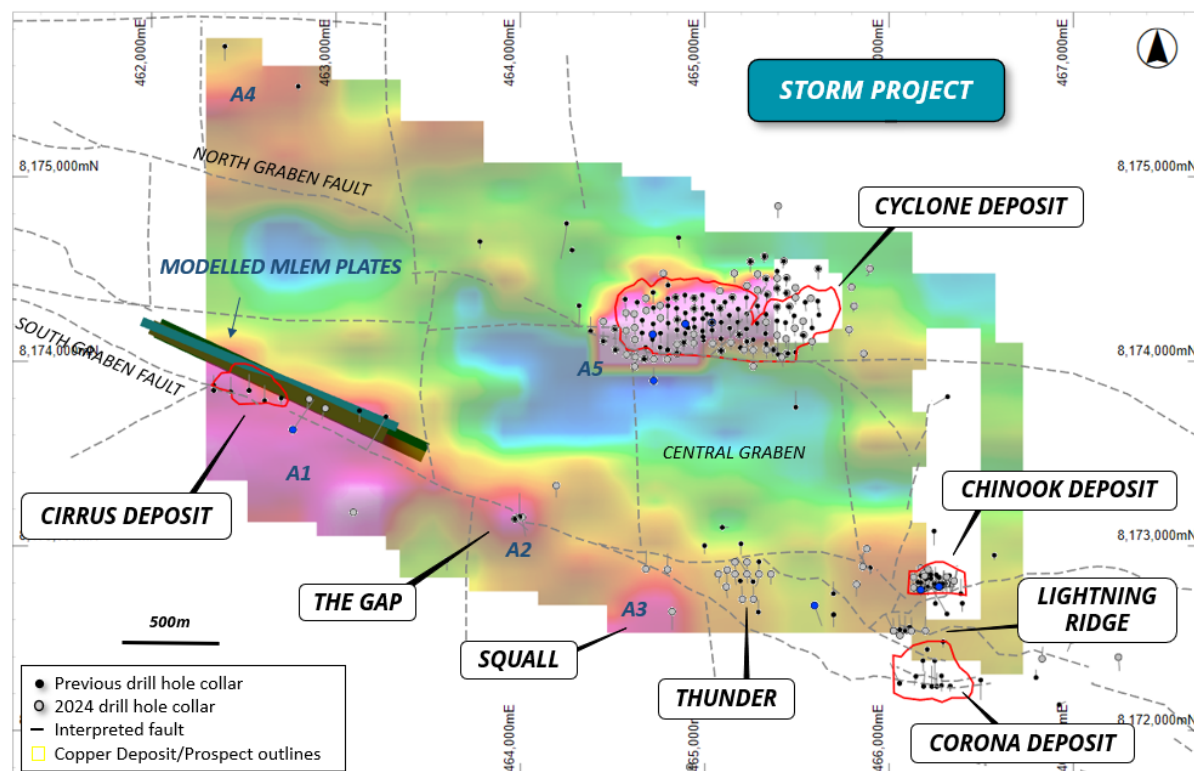 462,000mE
463,000mE
464,000mE
465,000mE
467,000mE
STORM PROJECT
A4
NORTH GRABEN FAULT
8,175,000mN
8,175,000mN
CYCLONE DEPOSIT
MODELLED MLEM PLATES
SOUTH GRABEN FAULT
8,174,000mN
8,174,000mN
A5
CENTRAL GRABEN
A1
CHINOOK DEPOSIT
CIRRUS DEPOSIT
A2
8,173,000mN
THE GAP
A3
LIGHTNING
RIDGE
500m
SQUALL
THUNDER
Previous drill hole collar
2024 drill hole collar
Interpreted fault
Copper Deposit/Prospect outlines
464,000mE
466,000mE
8,172,000mN
CORONA DEPOSIT